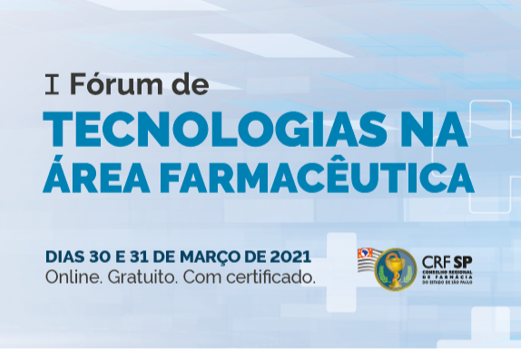 I Fórum de
TECNOLOGIAS NA
ÁREA FARMACÊUTICA
DIAS 30 E 31 DE MARÇO DE 2021
Online. Gratuito. Com certificado.
CRF SP
CONSELHO REGIONAL
DE FARMÁCIA
DO ESTADO DE SÃO PAULO